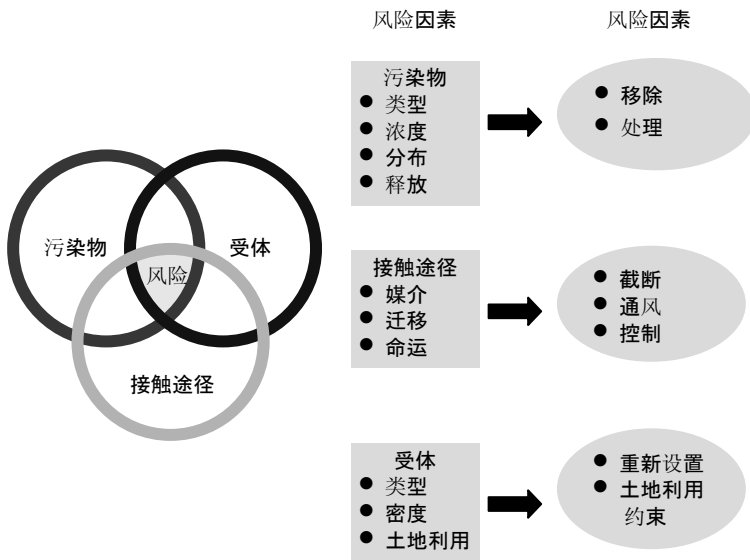 风险因素
风险因素
污染物
受体
风险
接触途径
污染物
● 类型
● 浓度
● 分布
● 释放
● 移除
● 处理
接触途径
● 媒介
● 迁移
● 命运
● 截断
● 通风
● 控制
受体
● 类型
● 密度
● 土地利用
● 重新设置
● 土地利用
约束